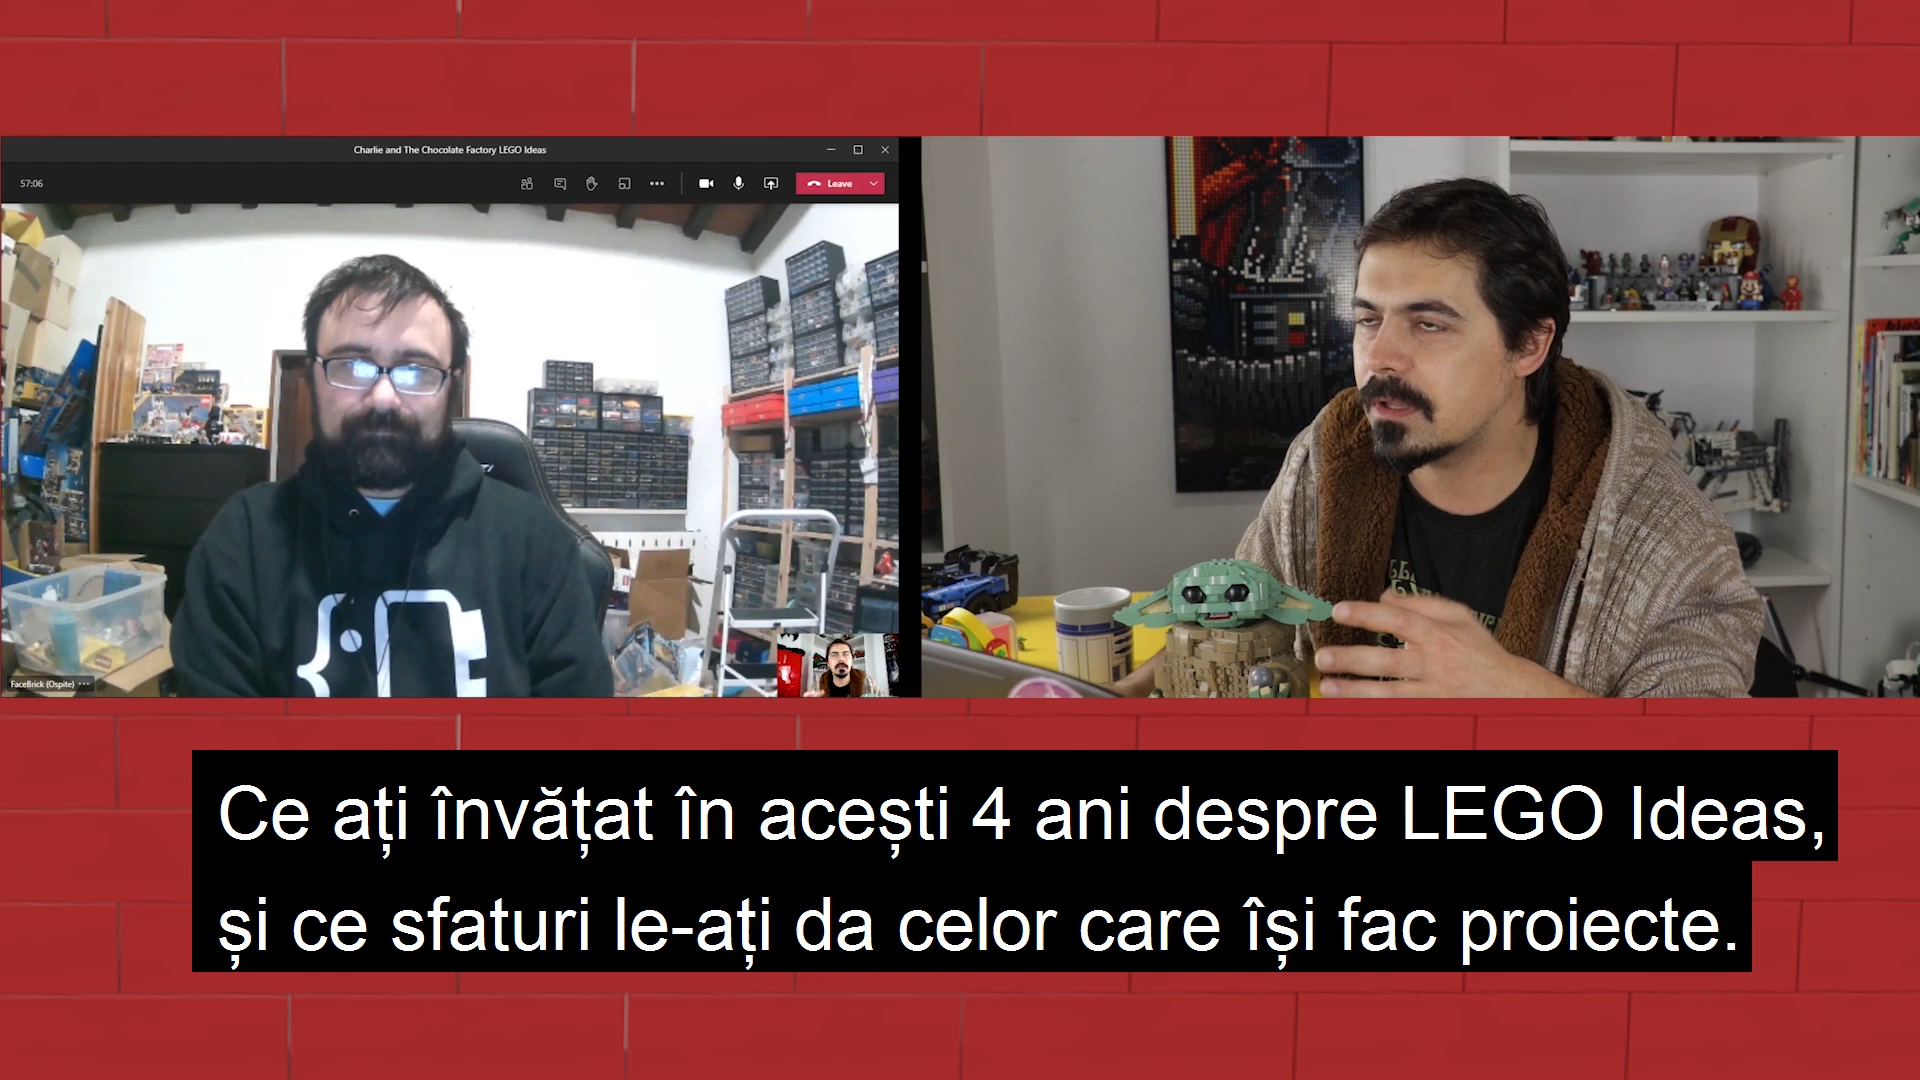 Charlie and The Chocolate Factory LEGO Ideas
57:06
Leave
FaceBrick (Ospite)
Ce ați învățat în acești 4 ani despre LEGO Ideas,
și ce sfaturi le-ați da celor care își fac proiecte.